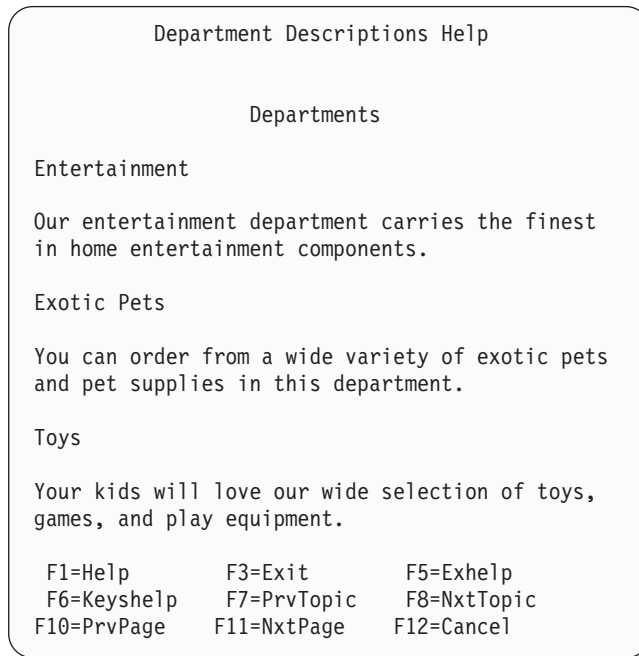 Department Descriptions Help
Departments
Entertainment
Our entertainment department carries the finest
in home entertainment components.
Exotic Pets
You can order from a wide variety of exotic pets
and pet supplies in this department.
Toys
Your kids will love our wide selection of toys,
games, and play equipment.
F1=Help F3=Exit F5=Exhelp
F6=Keyshelp F7=PrvTopic F8=NxtTopic
F10=PrvPage F11=NxtPage F12=Cancel